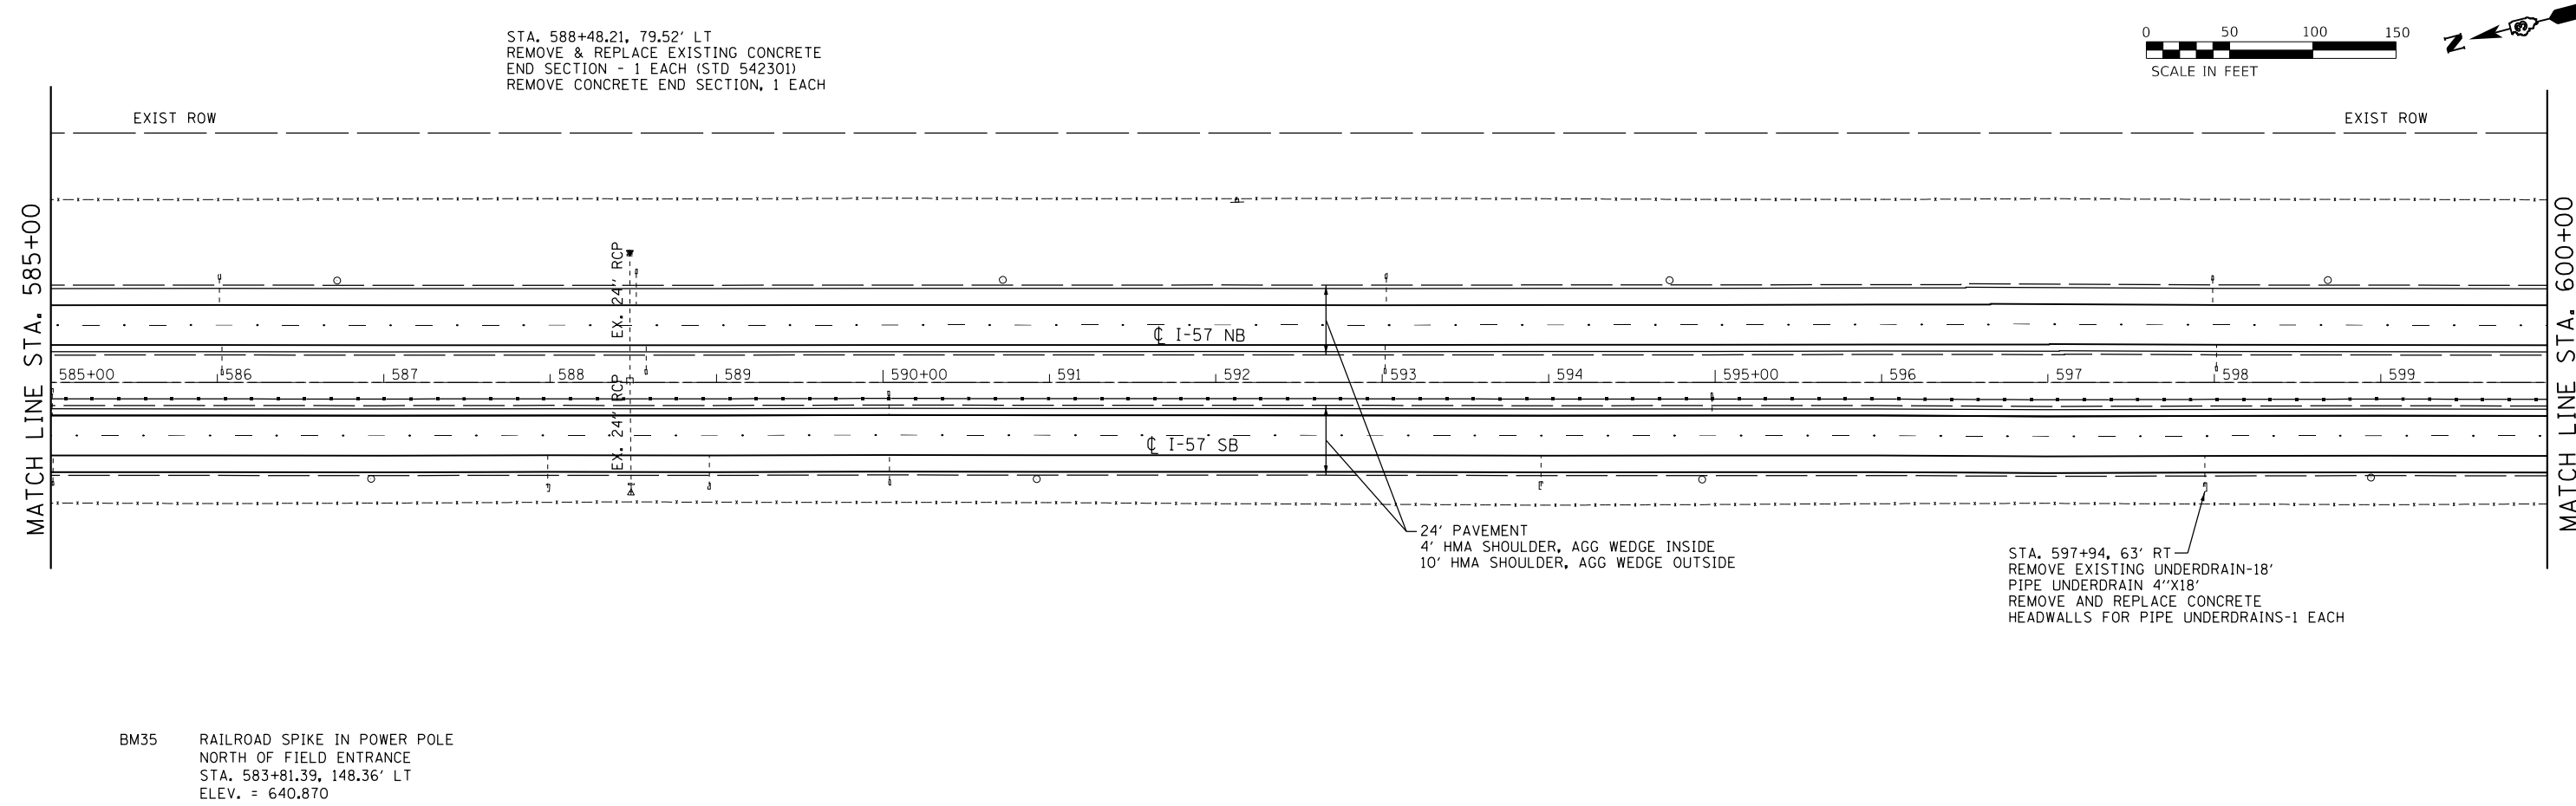 STA. 588+48.21, 79.52' LT
REMOVE & REPLACE EXISTING CONCRETE
END SECTION - 1 EACH (STD 542301)
REMOVE CONCRETE END SECTION, 1 EACH
0 50 100 150
SCALE IN FEET
N
EXIST ROW
EXIST ROW
MATCH LINE STA. 585+00
MATCH LINE STA. 600+00
EX. 24" RCP
EX. 24" RCP
℄ I-57 NB
585+00 586 587 588 589 590+00 591 592 593 594 595+00 596 597 598 599
℄ I-57 SB
24' PAVEMENT
4' HMA SHOULDER, AGG WEDGE INSIDE
10' HMA SHOULDER, AGG WEDGE OUTSIDE
STA. 597+94, 63' RT
REMOVE EXISTING UNDERDRAIN-18'
PIPE UNDERDRAIN 4''X18'
REMOVE AND REPLACE CONCRETE
HEADWALLS FOR PIPE UNDERDRAINS-1 EACH
BM35 RAILROAD SPIKE IN POWER POLE
NORTH OF FIELD ENTRANCE
STA. 583+81.39, 148.36' LT
ELEV. = 640.870